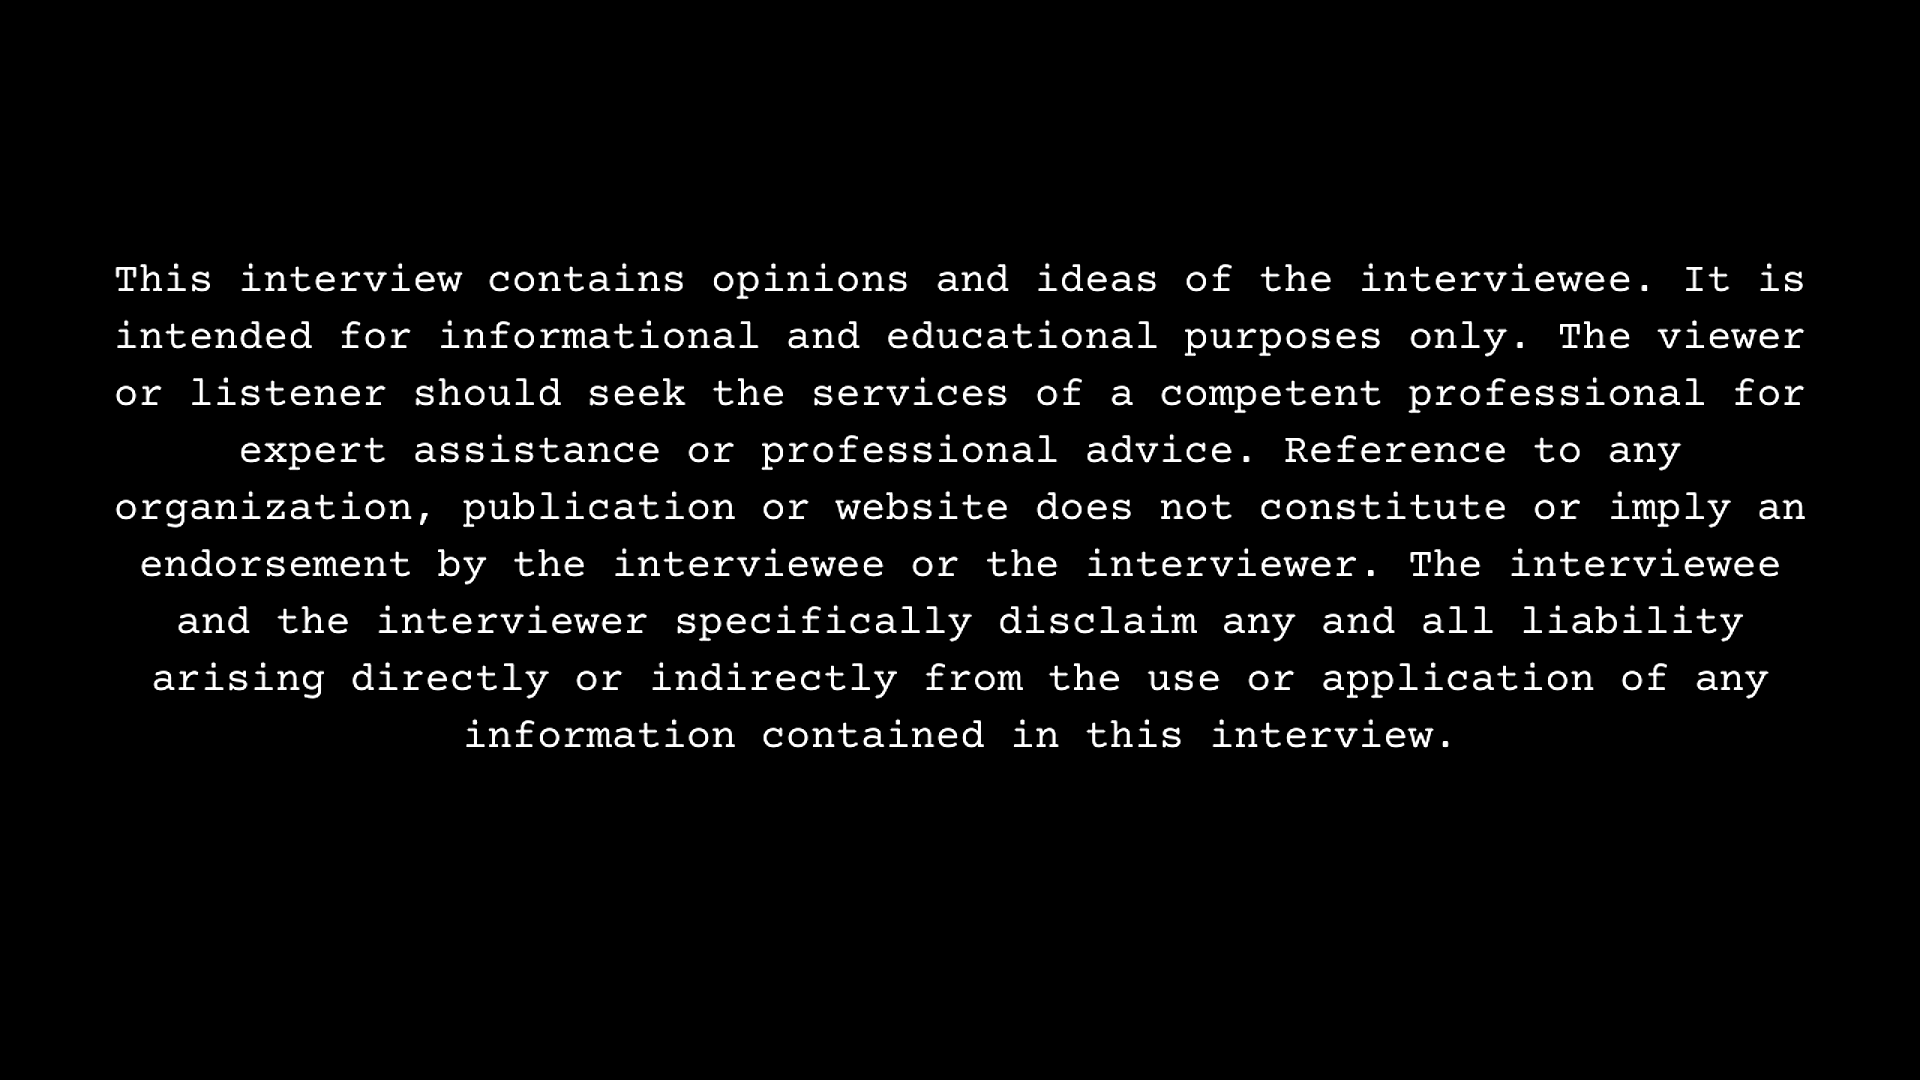 This interview contains opinions and ideas of the interviewee. It is
intended for informational and educational purposes only. The viewer
or listener should seek the services of a competent professional for
expert assistance or professional advice. Reference to any
organization, publication or website does not constitute or imply an
endorsement by the interviewee or the interviewer. The interviewee
and the interviewer specifically disclaim any and all liability
arising directly or indirectly from the use or application of any
information contained in this interview.